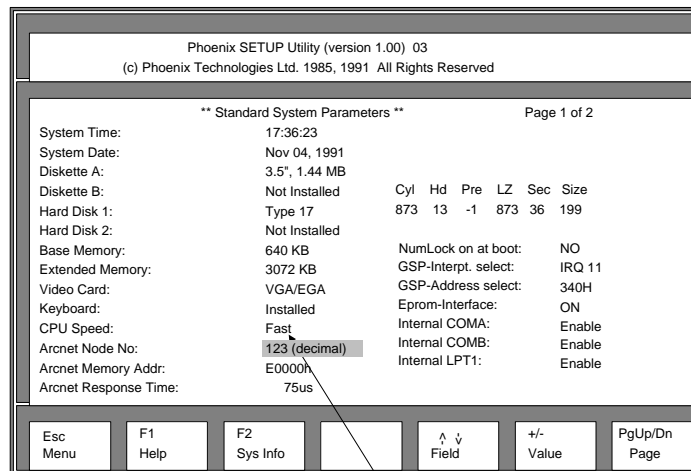 Phoenix SETUP Utility (version 1.00) 03
(c) Phoenix Technologies Ltd. 1985, 1991 All Rights Reserved
** Standard System Parameters ** Page 1 of 2
System Time: 17:36:23
System Date: Nov 04, 1991
Diskette A: 3.5", 1.44 MB
Diskette B: Not Installed Cyl Hd Pre LZ Sec Size
Hard Disk 1: Type 17 873 13 -1 873 36 199
Hard Disk 2: Not Installed
Base Memory: 640 KB NumLock on at boot: NO
Extended Memory: 3072 KB GSP-Interpt. select: IRQ 11
Video Card: VGA/EGA GSP-Address select: 340H
Keyboard: Installed Eprom-Interface: ON
CPU Speed: Fast Internal COMA: Enable
Arcnet Node No: 123 (decimal) Internal COMB: Enable
Arcnet Memory Addr: E0000h Internal LPT1: Enable
Arcnet Response Time: 75us
Esc F1 F2 +/- PgUp/Dn
Menu Help Sys Info Field Value Page